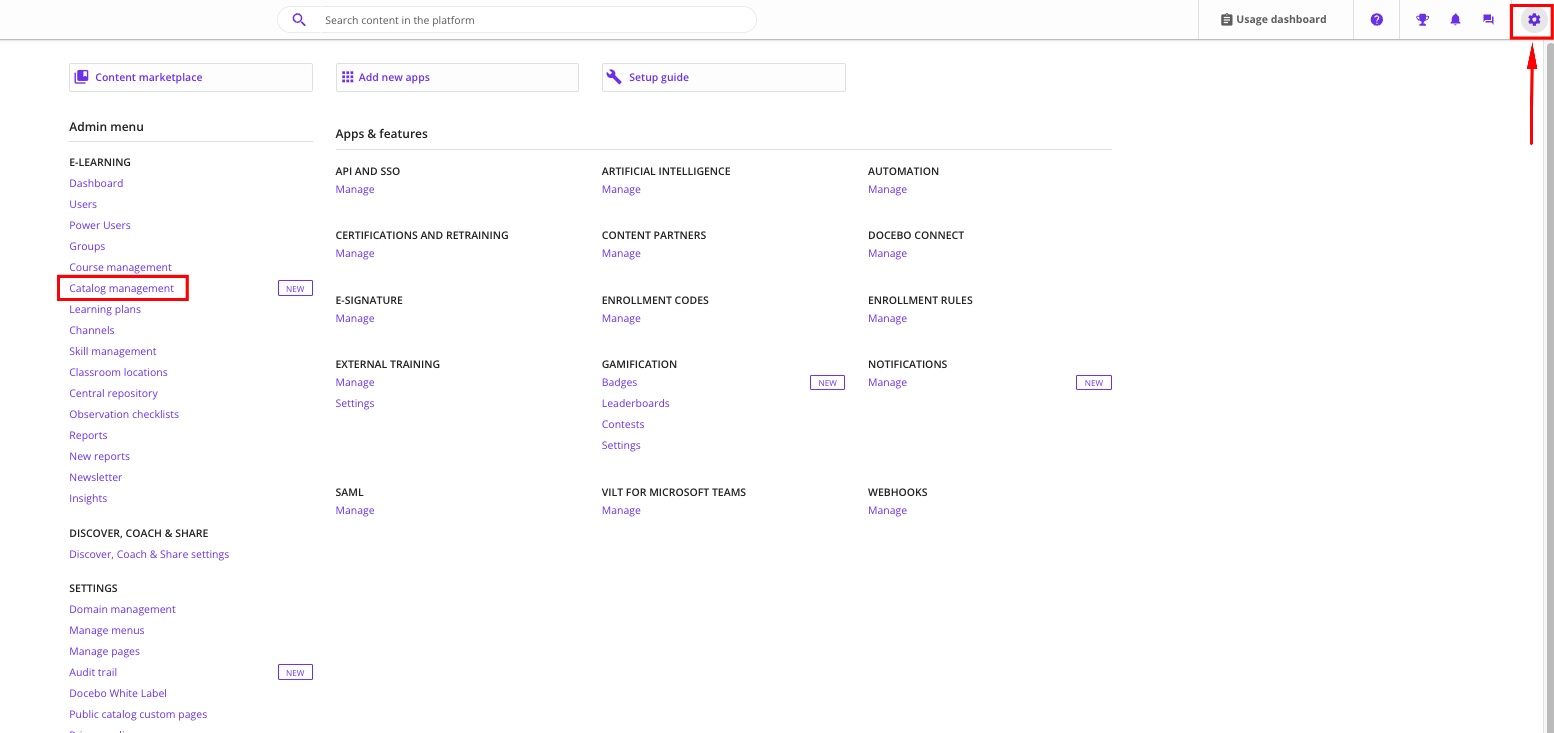 Search content in the platform
Usage dashboard
Content marketplace
Add new apps
Setup guide
Admin menu
E-LEARNING
Dashboard
Users
Power Users
Groups
Course management
Catalog management NEW
Learning plans
Channels
Skill management
Classroom locations
Central repository
Observation checklists
Reports
New reports
Newsletter
Insights
DISCOVER, COACH & SHARE
Discover, Coach & Share settings
SETTINGS
Domain management
Manage menus
Manage pages
Audit trail NEW
Docebo White Label
Public catalog custom pages
Apps & features
API AND SSO
Manage
ARTIFICIAL INTELLIGENCE
Manage
AUTOMATION
Manage
CERTIFICATIONS AND RETRAINING
Manage
CONTENT PARTNERS
Manage
DOCEBO CONNECT
Manage
E-SIGNATURE
Manage
ENROLLMENT CODES
Manage
ENROLLMENT RULES
Manage
EXTERNAL TRAINING
Manage
Settings
GAMIFICATION
Badges NEW
Leaderboards
Contests
Settings
NOTIFICATIONS
Manage NEW
SAML
Manage
VILT FOR MICROSOFT TEAMS
Manage
WEBHOOKS
Manage